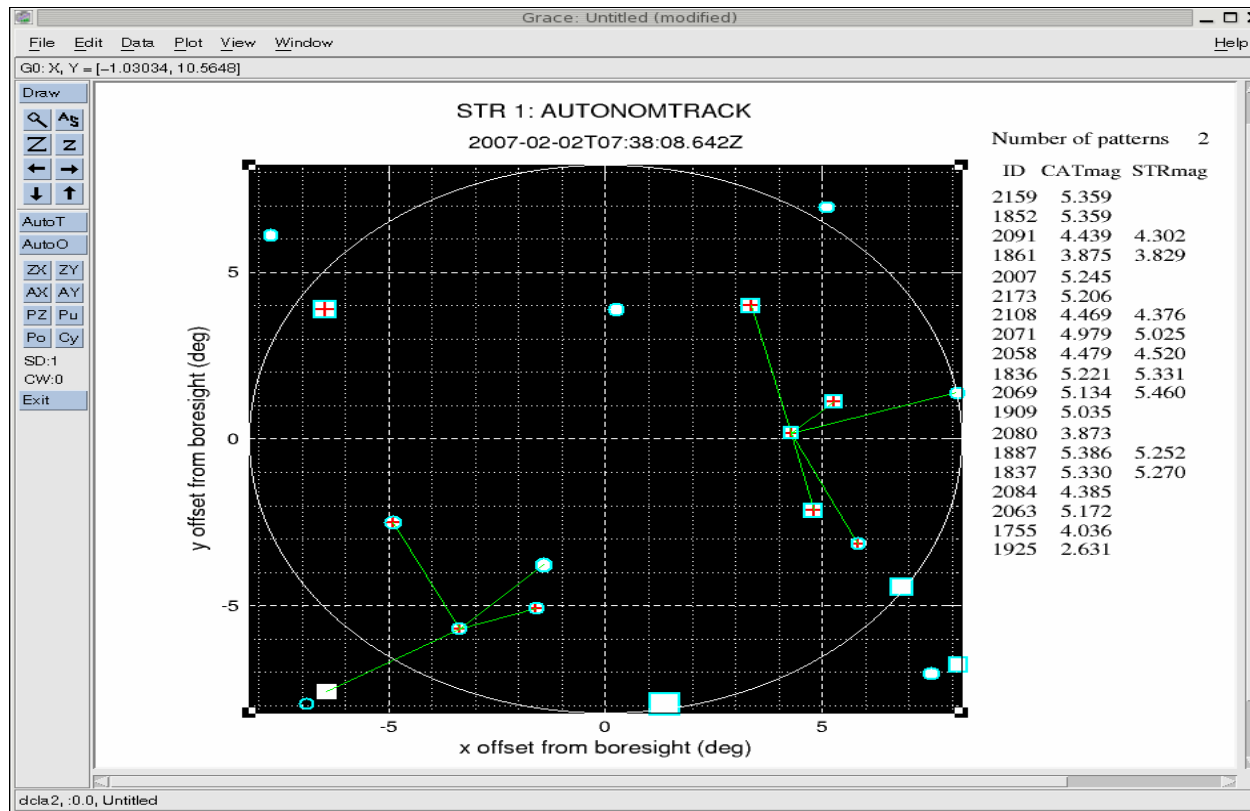 Grace: Untitled (modified)
File Edit Data Plot View Window Help
G0: X, Y = [-1.03034, 10.5648]
Draw
A S
Z z
AutoT
AutoO
ZX ZY
AX AY
PZ Pu
Po Cy
SD:1
CW:0
Exit
STR 1: AUTONOMTRACK
2007-02-02T07:38:08.642Z
y offset from boresight (deg)
5
0
-5
-5 0 5
x offset from boresight (deg)
Number of patterns 2
ID CATmag STRmag
2159 5.359
1852 5.359
2091 4.439 4.302
1861 3.875 3.829
2007 5.245
2173 5.206
2108 4.469 4.376
2071 4.979 5.025
2058 4.479 4.520
1836 5.221 5.331
2069 5.134 5.460
1909 5.035
2080 3.873
1887 5.386 5.252
1837 5.330 5.270
2084 4.385
2063 5.172
1755 4.036
1925 2.631
dcla2, :0.0, Untitled